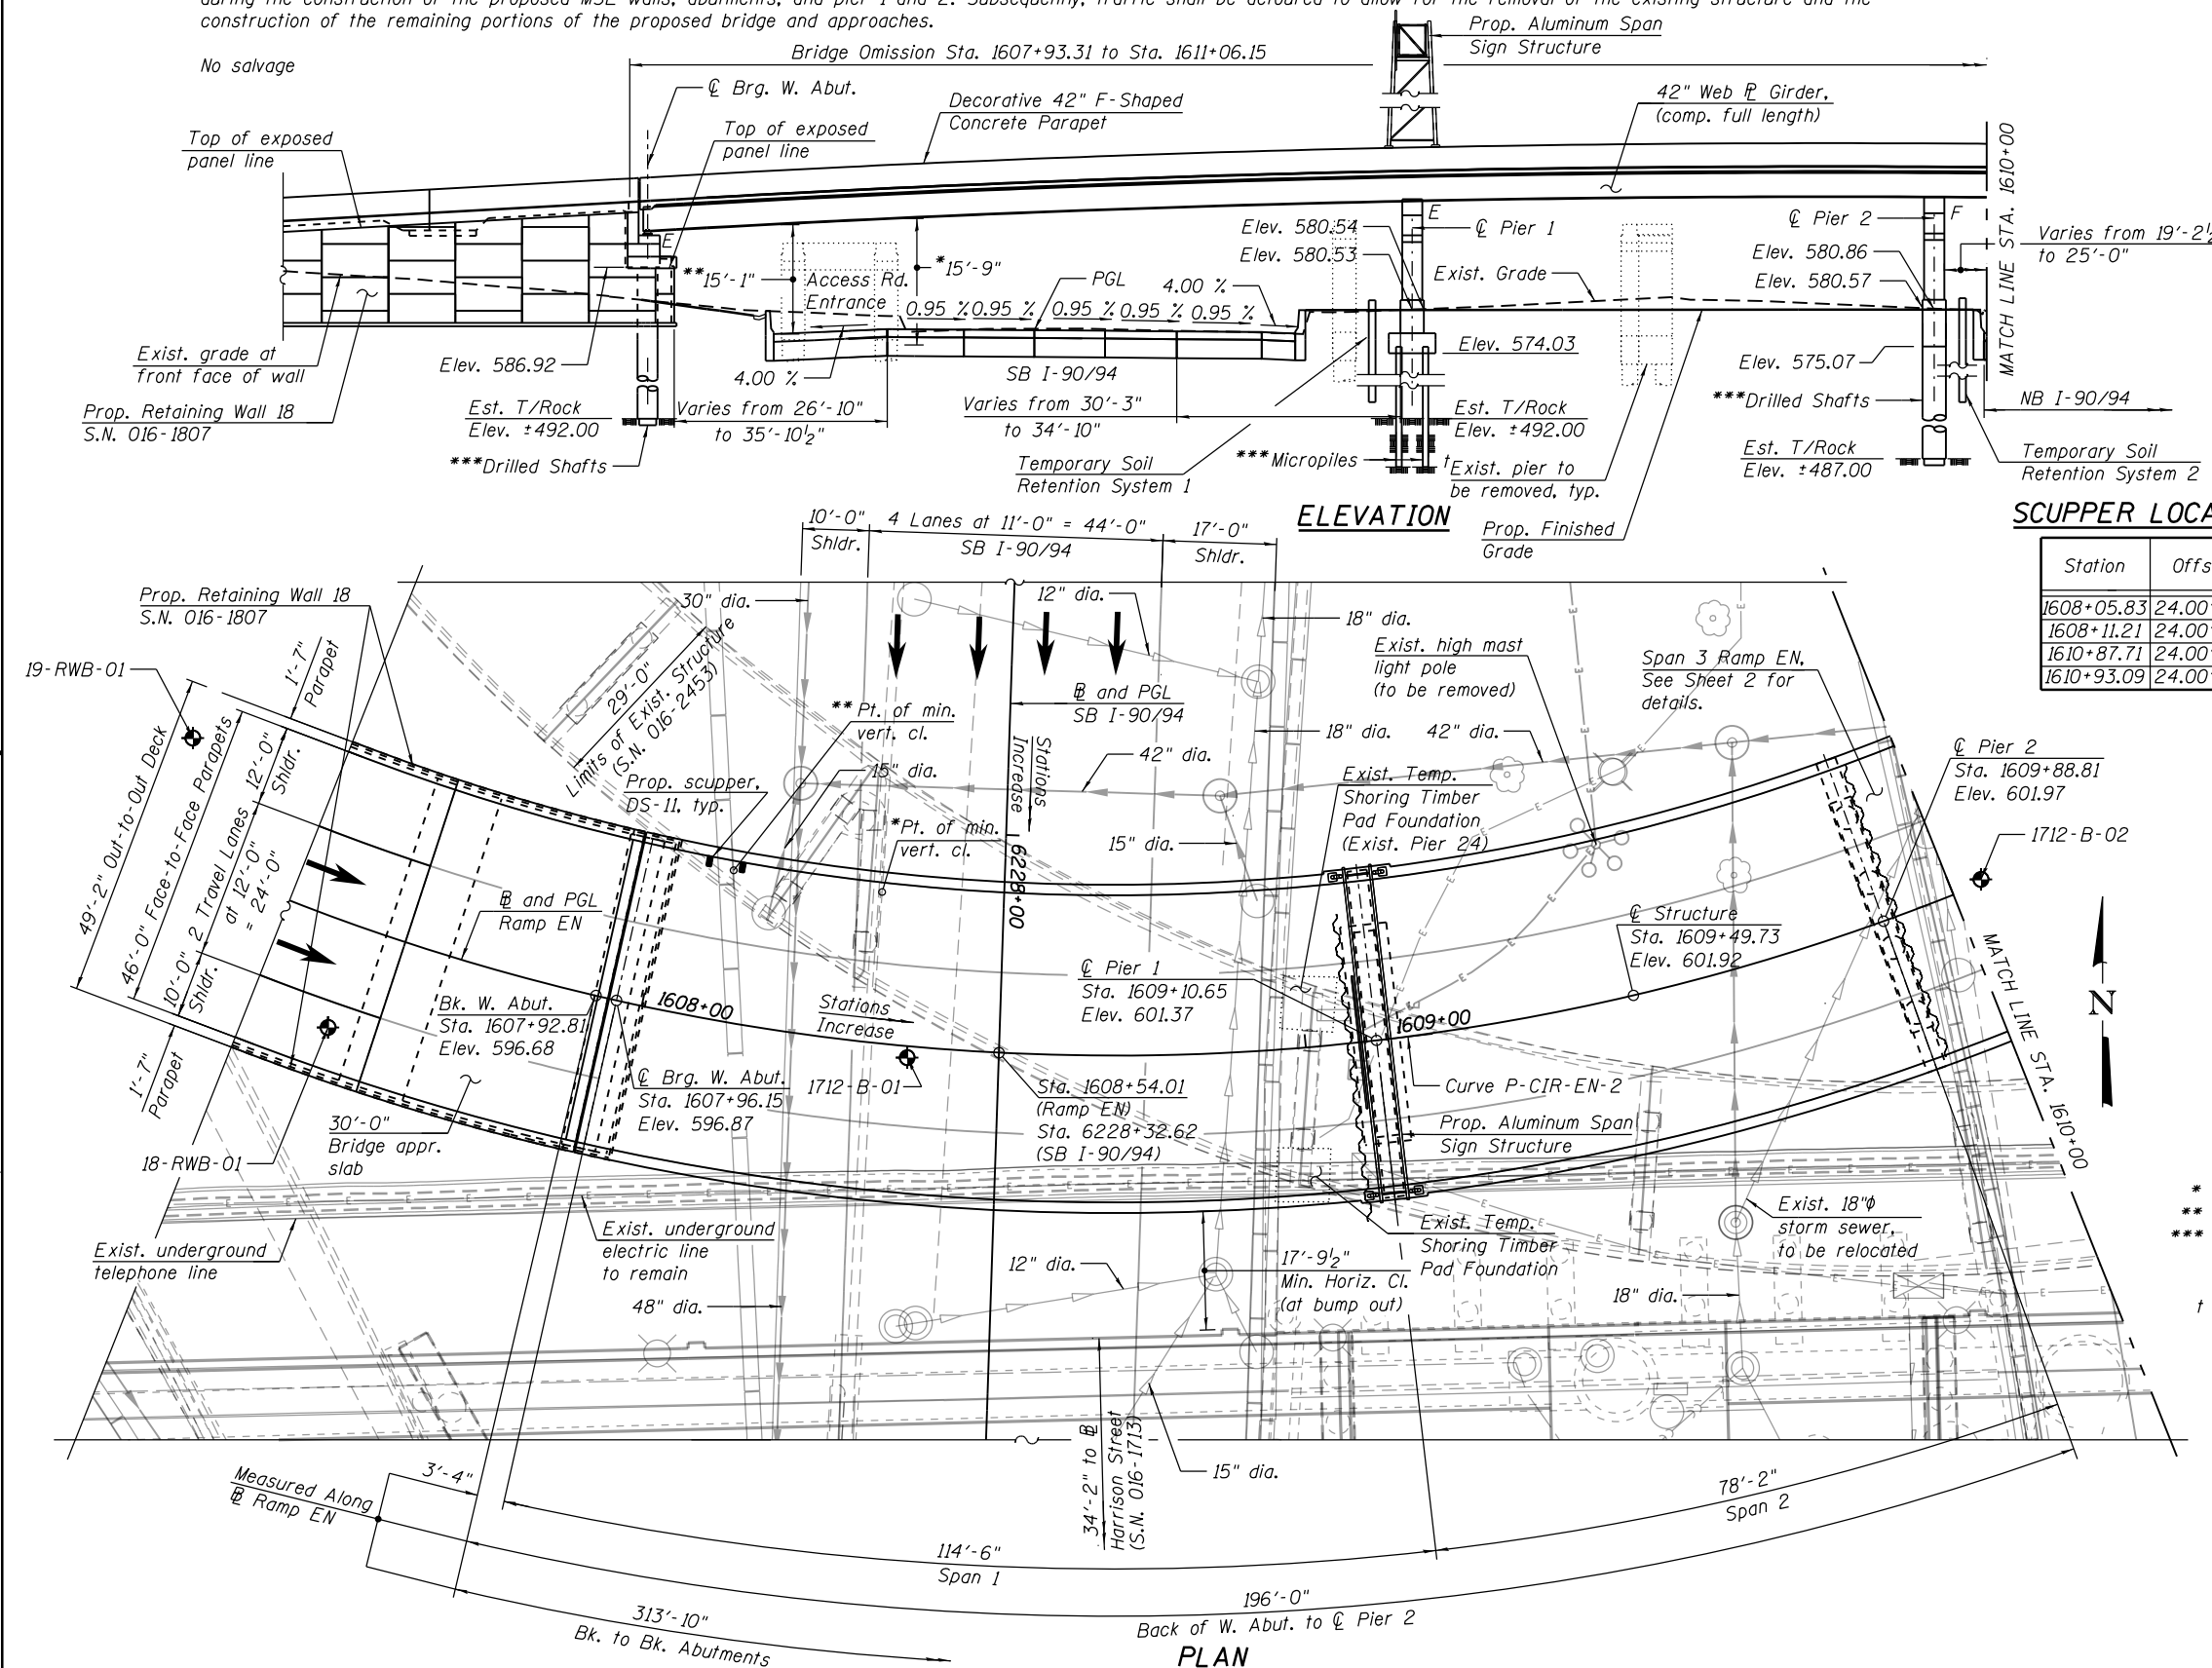 construction of the remaining portions of the proposed bridge and approaches.
No salvage
Bridge Omission Sta. 1607+93.31 to Sta. 1611+06.15
Prop. Aluminum Span
Sign Structure
℄ Brg. W. Abut.
Decorative 42" F-Shaped
Concrete Parapet
42" Web ℙL Girder,
(comp. full length)
Top of exposed
panel line
Top of exposed
panel line
MATCH LINE STA. 1610+00
E
**15'-1"
Access Rd.
Entrance
*15'-9"
0.95 %
0.95 %
PGL
0.95 %
0.95 %
0.95 %
4.00 %
Elev. 580.54
Elev. 580.53
E
℄ Pier 1
Exist. Grade
℄ Pier 2
F
Elev. 580.86
Elev. 580.57
Varies from 19'-2½
to 25'-0"
Exist. grade at
front face of wall
Elev. 586.92
4.00 %
SB I-90/94
Elev. 574.03
Elev. 575.07
Prop. Retaining Wall 18
S.N. 016-1807
Est. T/Rock
Elev. ±492.00
Varies from 26'-10"
to 35'-10½"
Varies from 30'-3"
to 34'-10"
Est. T/Rock
Elev. ±492.00
***Drilled Shafts
NB I-90/94
***Drilled Shafts
Temporary Soil
Retention System 1
***Micropiles
†
Exist. pier to
be removed, typ.
Est. T/Rock
Elev. ±487.00
Temporary Soil
Retention System 2
ELEVATION
Prop. Finished
Grade
SCUPPER LOCA
Station
Offs
1608+05.83 24.00
1608+11.21 24.00
1610+87.71 24.00
1610+93.09 24.00
10'-0"
Shldr.
4 Lanes at 11'-0" = 44'-0"
SB I-90/94
17'-0"
Shldr.
Prop. Retaining Wall 18
S.N. 016-1807
30" dia.
12" dia.
18" dia.
19-RWB-01
1'-7"
Parapet
29'-0"
Limits of Exist. Structure
(S.N. 016-2453)
Exist. high mast
light pole
(to be removed)
Span 3 Ramp EN,
See Sheet 2 for
details.
** Pt. of min.
vert. cl.
ⴹ and PGL
SB I-90/94
18" dia.
42" dia.
49'-2" Out-to-Out Deck
46'-0" Face-to-Face Parapets
12'-0"
Shldr.
2 Travel Lanes
at 12'-0"
= 24'-0"
10'-0"
Shldr.
Stations
Increase
42" dia.
Prop. scupper,
DS-11, typ.
15" dia.
Exist. Temp.
Shoring Timber
Pad Foundation
(Exist. Pier 24)
℄ Pier 2
Sta. 1609+88.81
Elev. 601.97
*Pt. of min.
vert. cl.
6228+00
15" dia.
1712-B-02
ⴹ and PGL
Ramp EN
℄ Structure
Sta. 1609+49.73
Elev. 601.92
Bk. W. Abut.
Sta. 1607+92.81
Elev. 596.68
1608+00
Stations
Increase
℄ Pier 1
Sta. 1609+10.65
Elev. 601.37
1609+00
N
MATCH LINE STA. 1610+00
1'-7"
Parapet
℄ Brg. W. Abut.
Sta. 1607+96.15
Elev. 596.87
1712-B-01
Sta. 1608+54.01
(Ramp EN)
Sta. 6228+32.62
(SB I-90/94)
Curve P-CIR-EN-2
Prop. Aluminum Span
Sign Structure
18-RWB-01
30'-0"
Bridge appr.
slab
*
**
***
Exist. underground
telephone line
Exist. underground
electric line
to remain
Exist. Temp.
Shoring Timber
Pad Foundation
Exist. 18"φ
storm sewer,
to be relocated
12" dia.
17'-9½"
Min. Horiz. Cl.
(at bump out)
48" dia.
18" dia.
†
34'-2" to ⴹ
Harrison Street
(S.N. 016-1713)
15" dia.
Measured Along
ⴹ Ramp EN
3'-4"
78'-2"
Span 2
114'-6"
Span 1
196'-0"
Back of W. Abut. to ℄ Pier 2
313'-10"
Bk. to Bk. Abutments
PLAN